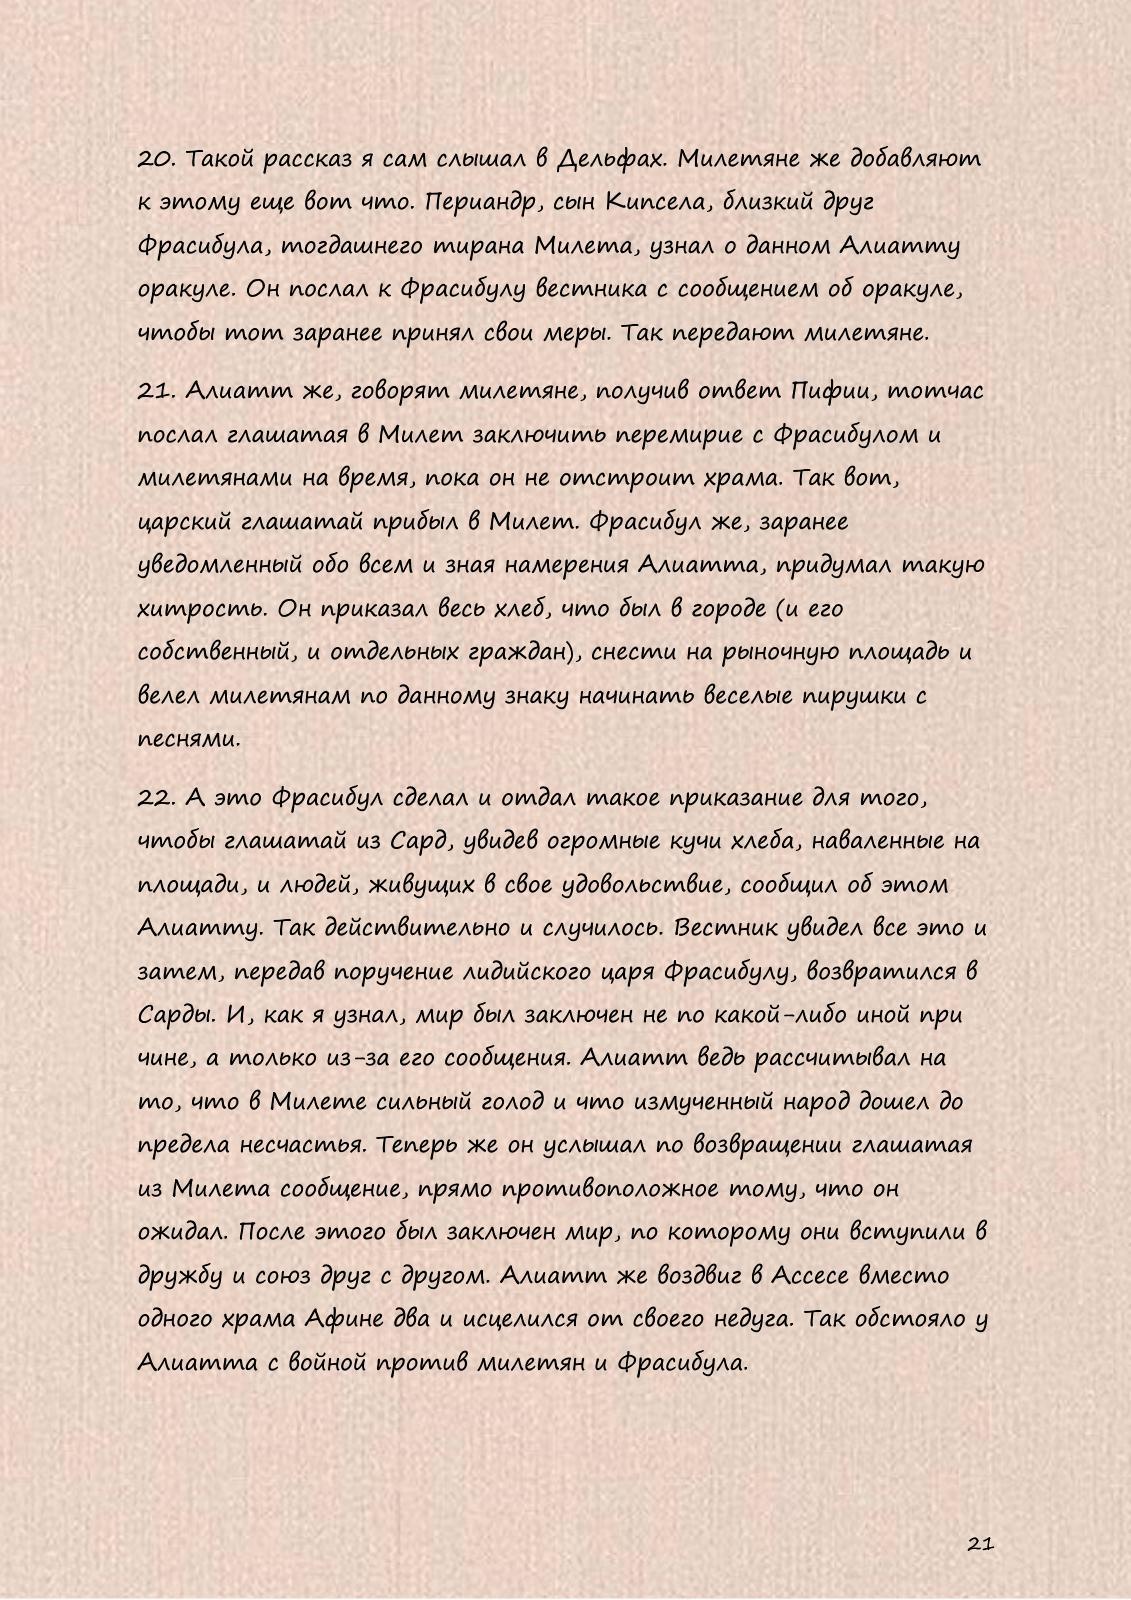 20. Такой рассказ я сам слышал в Дельфах. Милетяне же добавляют
к этому еще вот что. Периандр, сын Кипсела, близкий друг
Фрасибула, тогдашнего тирана Милета, узнал о данном Алиатту
оракуле. Он послал к Фрасибулу вестника с сообщением об оракуле,
чтобы тот заранее принял свои меры. Так передают милетяне.
21. Алиатт же, говорят милетяне, получив ответ Пифии, тотчас
послал глашатая в Милет заключить перемирие с Фрасибулом и
милетянами на время, пока он не отстроит храма. Так вот,
царский глашатай прибыл в Милет. Фрасибул же, заранее
уведомленный обо всем и зная намерения Алиатта, придумал такую
хитрость. Он приказал весь хлеб, что был в городе (и его
собственный, и отдельных граждан), снести на рыночную площадь и
велел милетянам по данному знаку начинать веселые пирушки с
песнями.
22. А это Фрасибул сделал и отдал такое приказание для того,
чтобы глашатай из Сард, увидев огромные кучи хлеба, наваленные на
площади, и людей, живущих в свое удовольствие, сообщил об этом
Алиатту. Так действительно и случилось. Вестник увидел все это и
затем, передав поручение лидийского царя Фрасибулу, возвратился в
Сарды. И, как я узнал, мир был заключен не по какой-либо иной при
чине, а только из-за его сообщения. Алиатт ведь рассчитывал на
то, что в Милете сильный голод и что измученный народ дошел до
предела несчастья. Теперь же он услышал по возвращении глашатая
из Милета сообщение, прямо противоположное тому, что он
ожидал. После этого был заключен мир, по которому они вступили в
дружбу и союз друг с другом. Алиатт же воздвиг в Ассесе вместо
одного храма Афине два и исцелился от своего недуга. Так обстояло у
Алиатта с войной против милетян и Фрасибула.
21